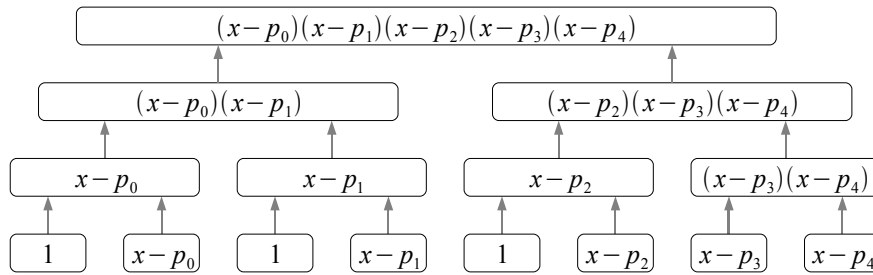 (x−p₀)(x−p₁)(x−p₂)(x−p₃)(x−p₄)
(x−p₀)(x−p₁) (x−p₂)(x−p₃)(x−p₄)
x−p₀ x−p₁ x−p₂ (x−p₃)(x−p₄)
1 x−p₀ 1 x−p₁ 1 x−p₂ x−p₃ x−p₄